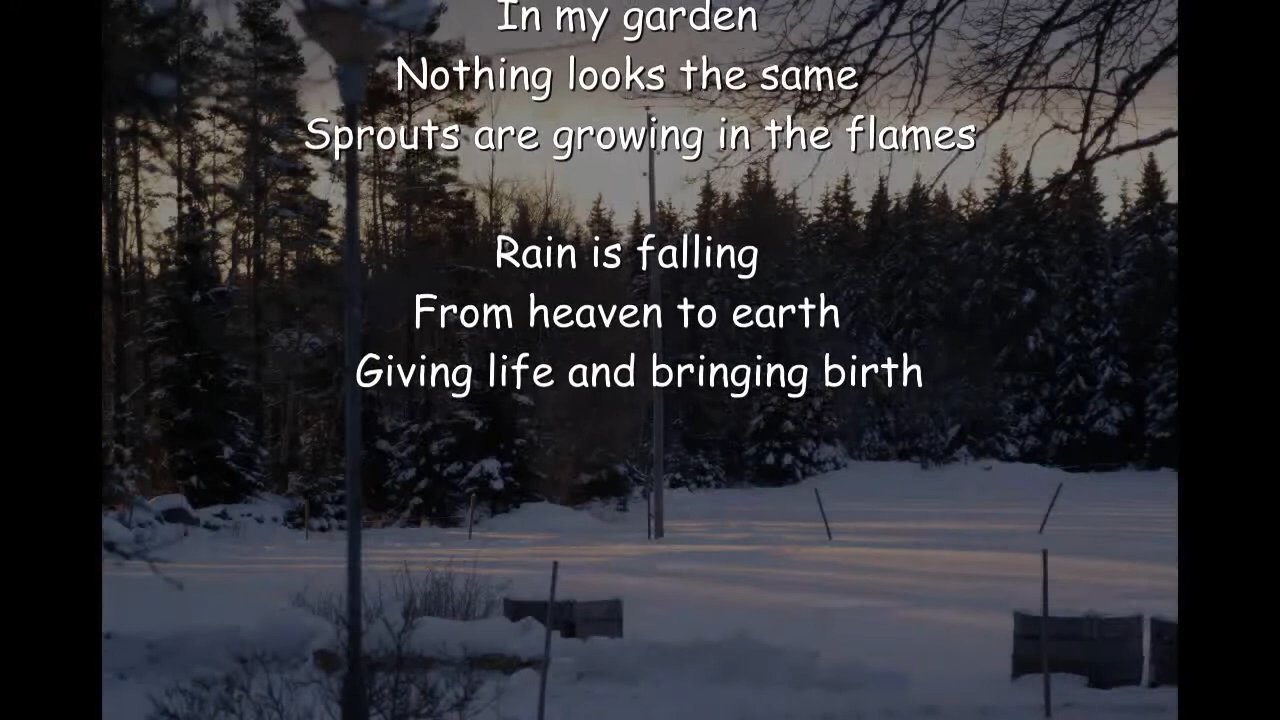 In my garden
Nothing looks the same
Sprouts are growing in the flames
Rain is falling
From heaven to earth
Giving life and bringing birth